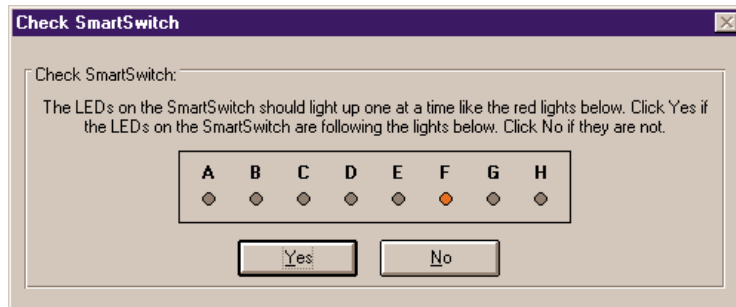 Check SmartSwitch
Check SmartSwitch:
The LEDs on the SmartSwitch should light up one at a time like the red lights below. Click Yes if
the LEDs on the SmartSwitch are following the lights below. Click No if they are not.
A B C D E F G H
Yes No